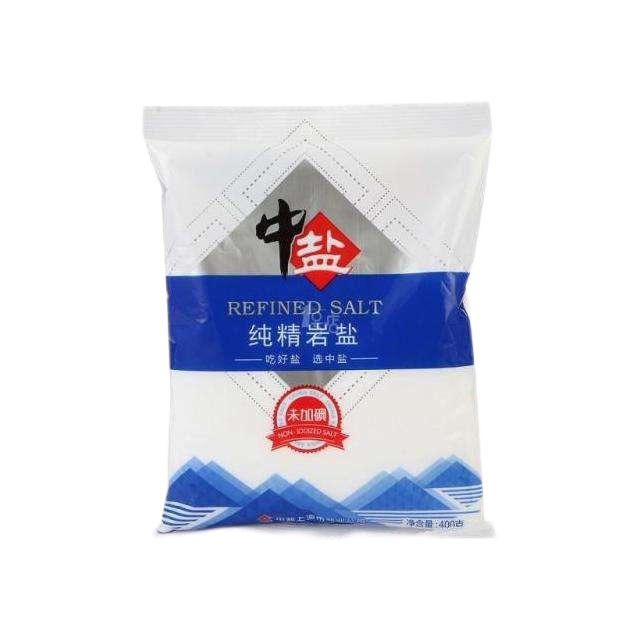 中盐
REFINED SALT
纯精岩盐
吃好盐 选中盐
未加碘
NON-IODIZED SALT
净含量:400克